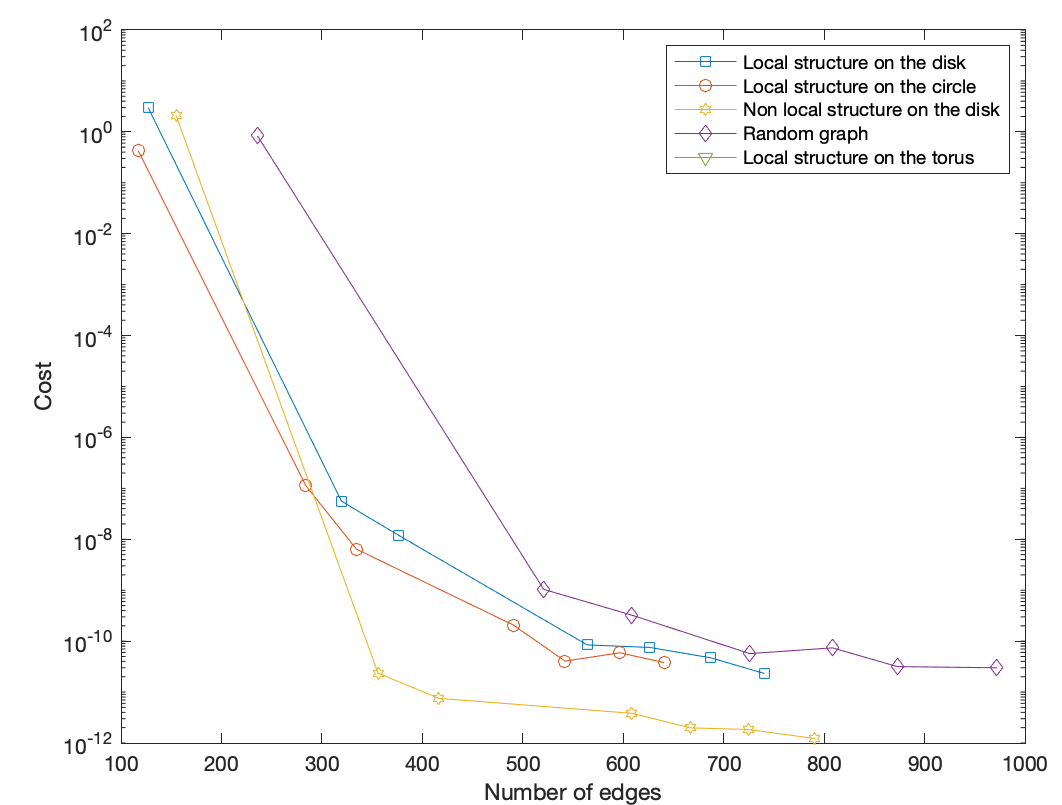 10^2
10^0
10^-2
10^-4
10^-6
10^-8
10^-10
10^-12
Cost
Local structure on the disk
Local structure on the circle
Non local structure on the disk
Random graph
Local structure on the torus
100 200 300 400 500 600 700 800 900 1000
Number of edges